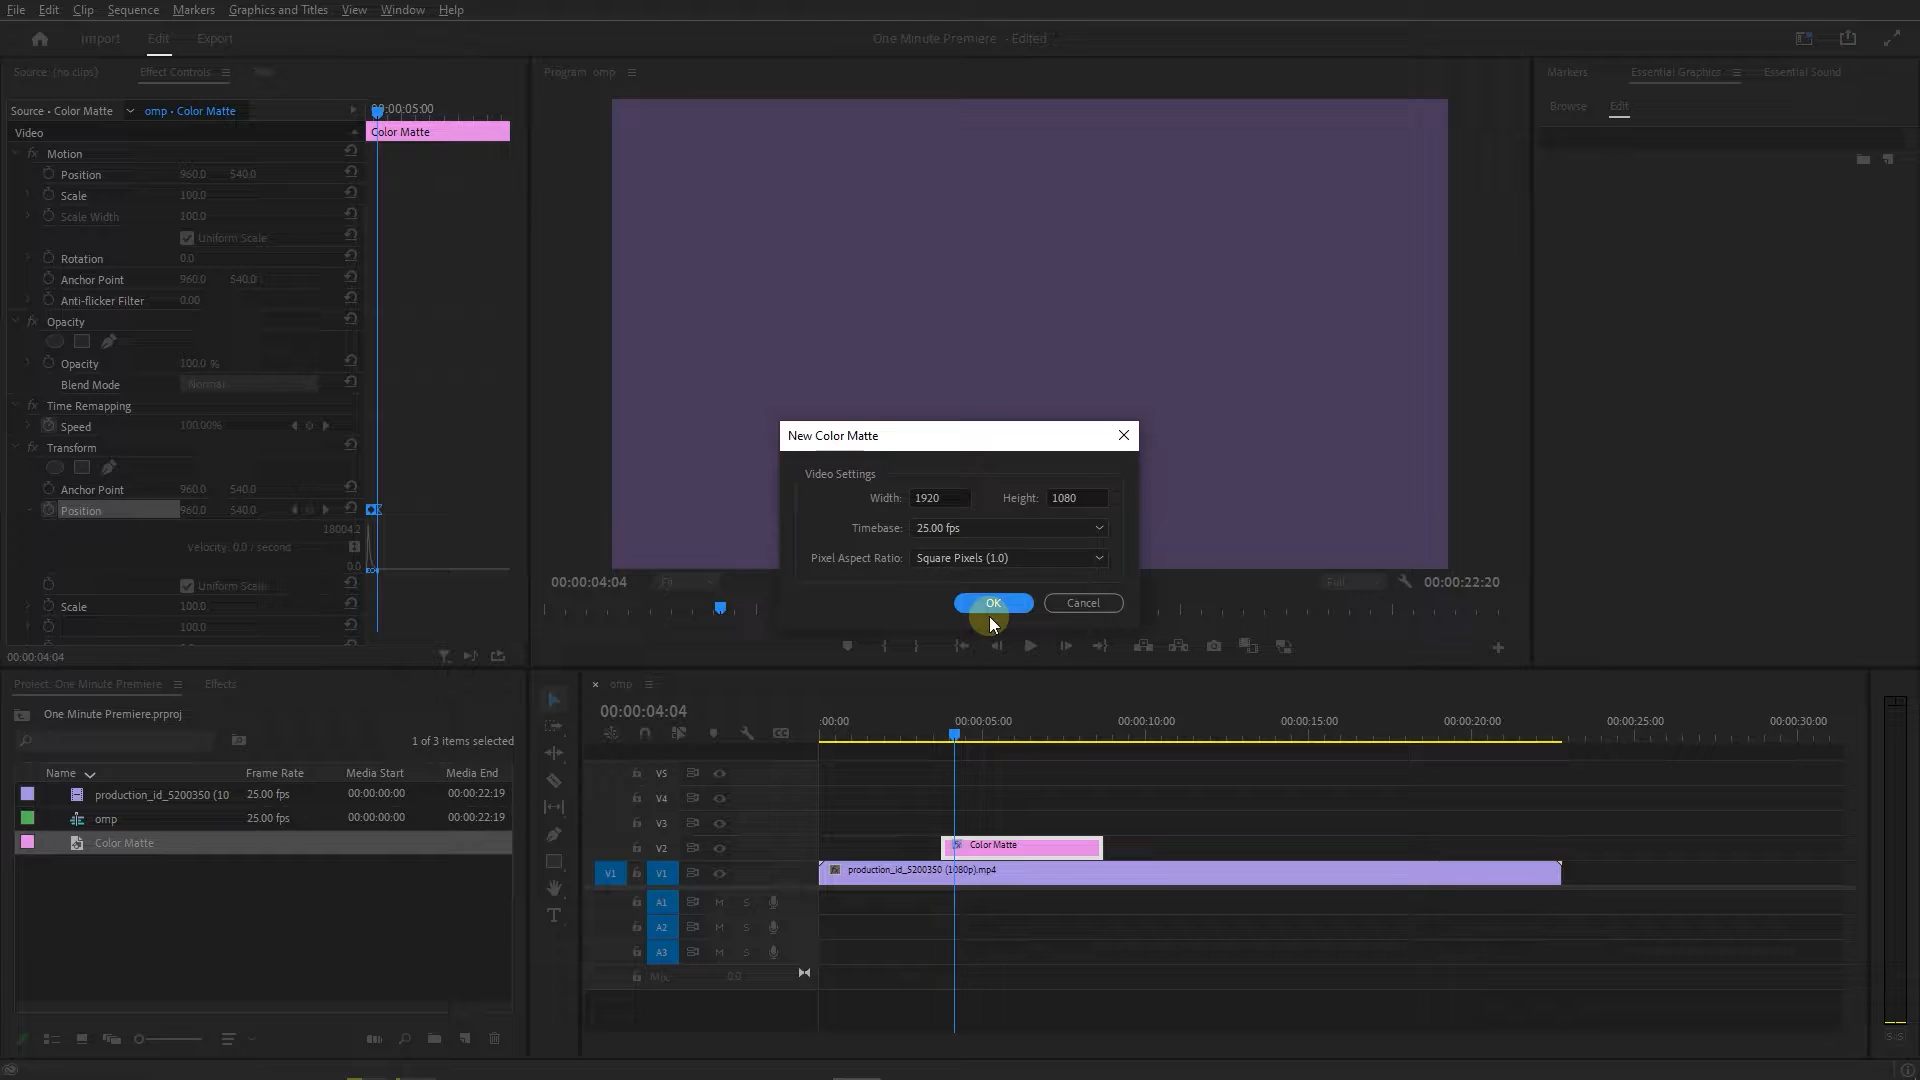 File Edit Clip Sequence Markers Graphics and Titles View Window Help
Import Edit Export One Minute Premiere - Edited
Source: (no clips) Effect Controls Program: omp Markers Essential Graphics Essential Sound
Browse Edit
Source • Color Matte omp • Color Matte 00:00:05:00
Video Color Matte
fx Motion
Position 960.0 540.0
Scale 100.0
Scale Width 100.0
Uniform Scale
Rotation 0.0
Anchor Point 960.0 540.0
Anti-flicker Filter 0.00
fx Opacity
Opacity 100.0 %
Blend Mode Normal
fx Time Remapping
Speed 100.00%
fx Transform
Anchor Point 960.0 540.0
Position 960.0 540.0
18004.2
Velocity: 0.0 / second
0.0
Uniform Scale
Scale 100.0
100.0
00:00:04:04
New Color Matte
Video Settings
Width: 1920 Height: 1080
Timebase: 25.00 fps
Pixel Aspect Ratio: Square Pixels (1.0)
OK Cancel
00:00:04:04 Fit Full 00:00:22:20
Project: One Minute Premiere Effects
One Minute Premiere.prproj
1 of 3 items selected
Name Frame Rate Media Start Media End
production_id_5200350 (10 25.00 fps 00:00:00:00 00:00:22:19
omp 25.00 fps 00:00:00:00 00:00:22:19
Color Matte
omp
00:00:04:04
:00:00 00:00:05:00 00:00:10:00 00:00:15:00 00:00:20:00 00:00:25:00 00:00:30:00
V5
V4
V3
V2 fx Color Matte
V1 V1 fx production_id_5200350 (1080p).mp4
A1 M S
A2 M S
A3 M S
Mix 0.0
S S